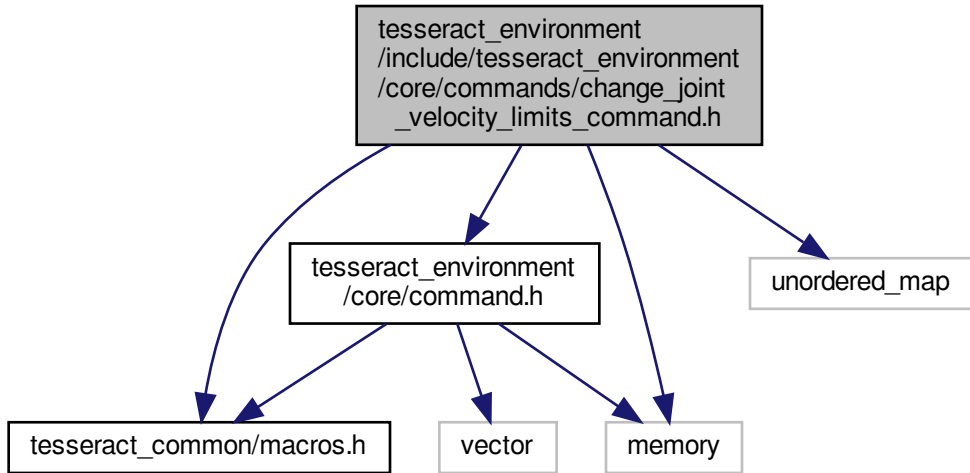 tesseract_environment
/include/tesseract_environment
/core/commands/change_joint
_velocity_limits_command.h
tesseract_environment
/core/command.h
unordered_map
tesseract_common/macros.h
vector
memory